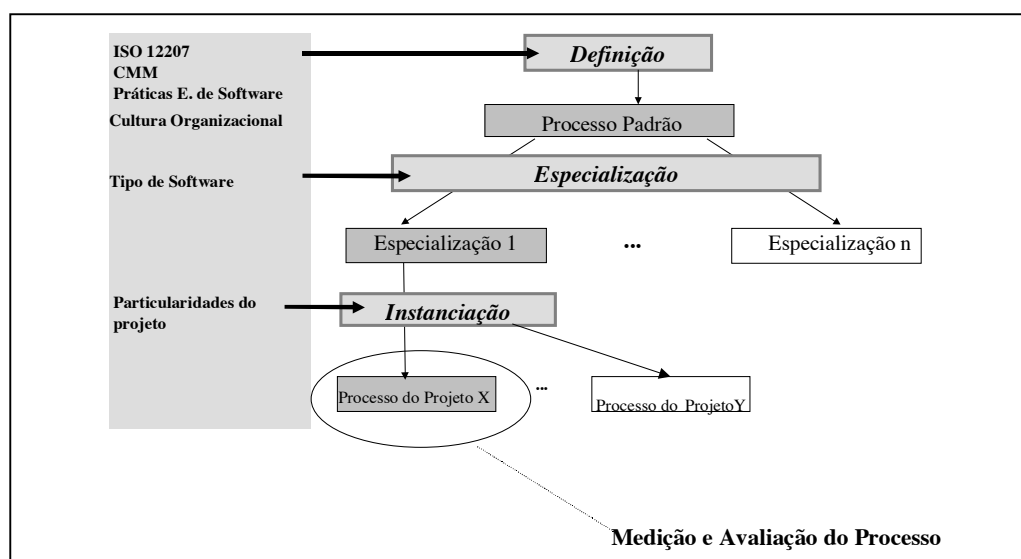 ISO 12207
CMM
Práticas E. de Software
Cultura Organizacional
Definição
Processo Padrão
Tipo de Software
Especialização
Especialização 1
...
Especialização n
Particularidades do
projeto
Instanciação
Processo do Projeto X
...
Processo do ProjetoY
Medição e Avaliação do Processo